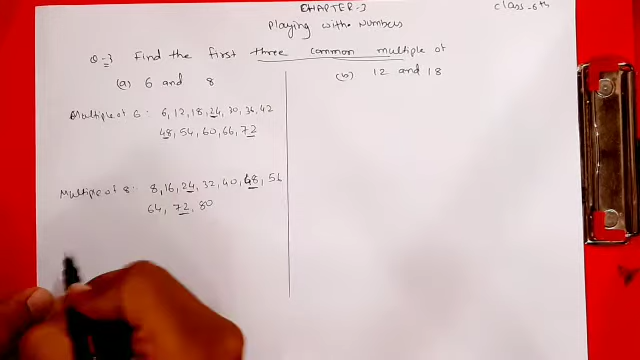 CHAPTER-3
Class-6th
Playing with Numbers
Q-3 Find the first three common multiple of
(a) 6 and 8
(b) 12 and 18
Multiple of 6: 6, 12, 18, 24, 30, 36, 42
48, 54, 60, 66, 72
Multiple of 8: 8, 16, 24, 32, 40, 48, 56
64, 72, 80